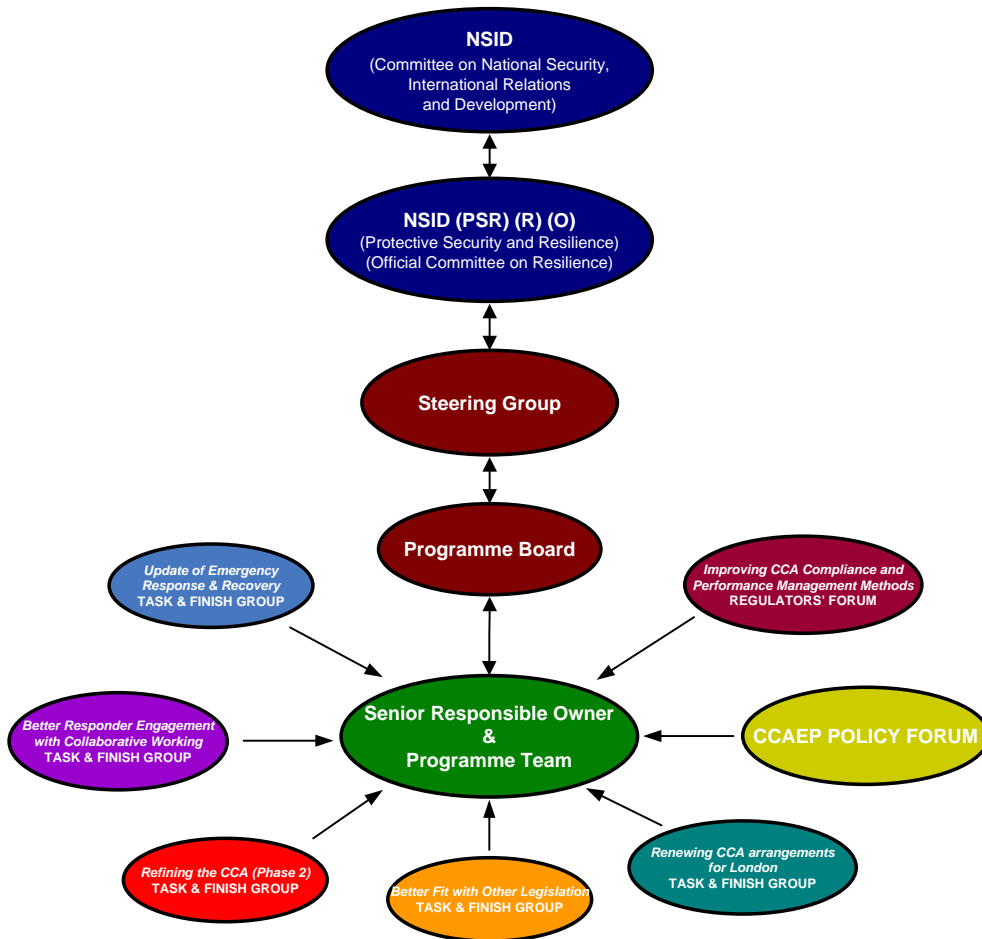 NSID
(Committee on National Security,
International Relations
and Development)
NSID (PSR) (R) (O)
(Protective Security and Resilience)
(Official Committee on Resilience)
Steering Group
Programme Board
Update of Emergency
Response & Recovery
TASK & FINISH GROUP
Improving CCA Compliance and
Performance Management Methods
REGULATORS' FORUM
Senior Responsible Owner
&
Programme Team
Better Responder Engagement
with Collaborative Working
TASK & FINISH GROUP
CCAEP POLICY FORUM
Refining the CCA (Phase 2)
TASK & FINISH GROUP
Better Fit with Other Legislation
TASK & FINISH GROUP
Renewing CCA arrangements
for London
TASK & FINISH GROUP